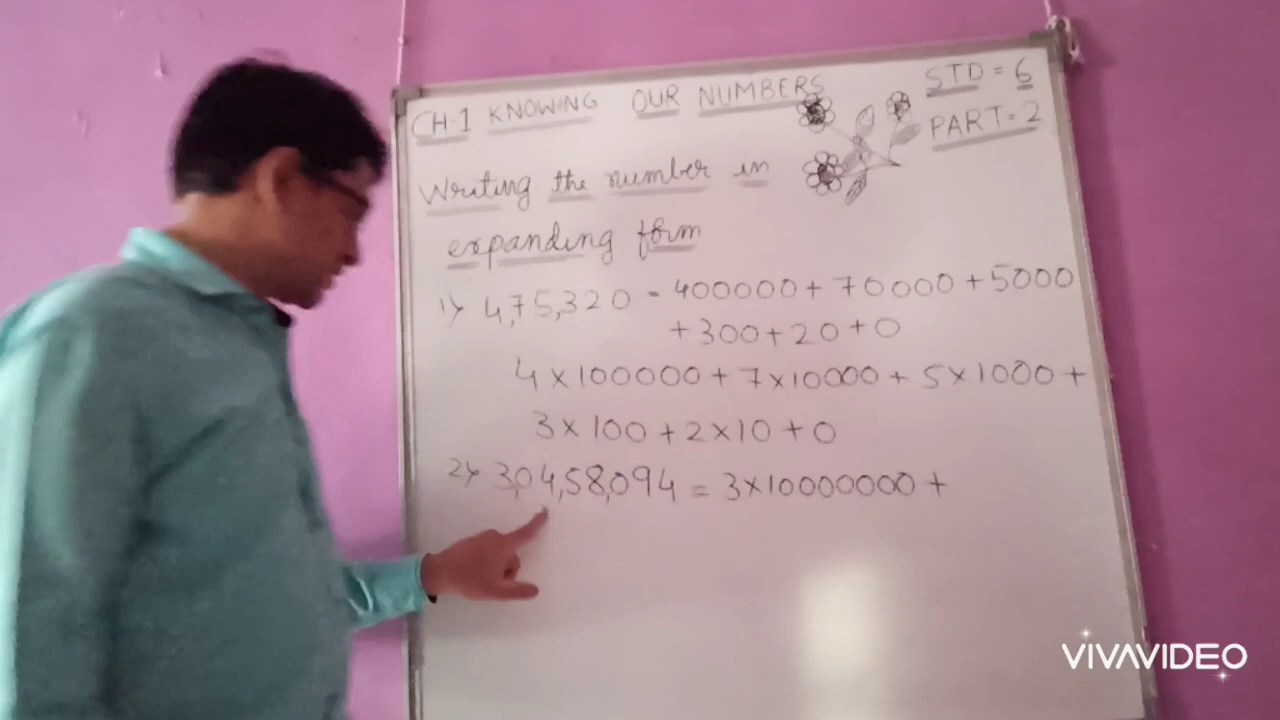 CH-1 KNOWING OUR NUMBERS
STD = 6
PART = 2
Writing the number in
expanding form
1) 4,75,320 = 400000 + 70000 + 5000
+ 300 + 20 + 0
4 × 100000 + 7 × 10000 + 5 × 1000 +
3 × 100 + 2 × 10 + 0
2) 3,04,58,094 = 3 × 10000000 +
VIVAVIDEO